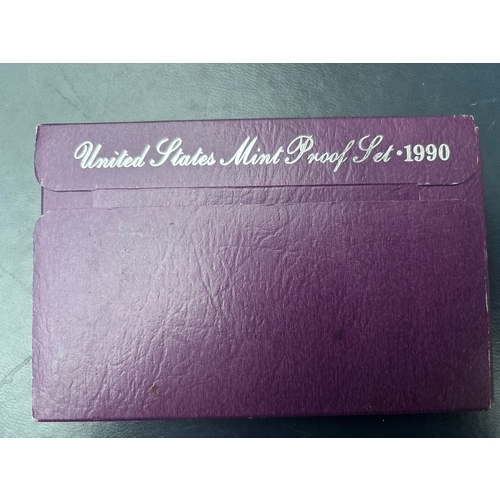 United States Mint Proof Set • 1990